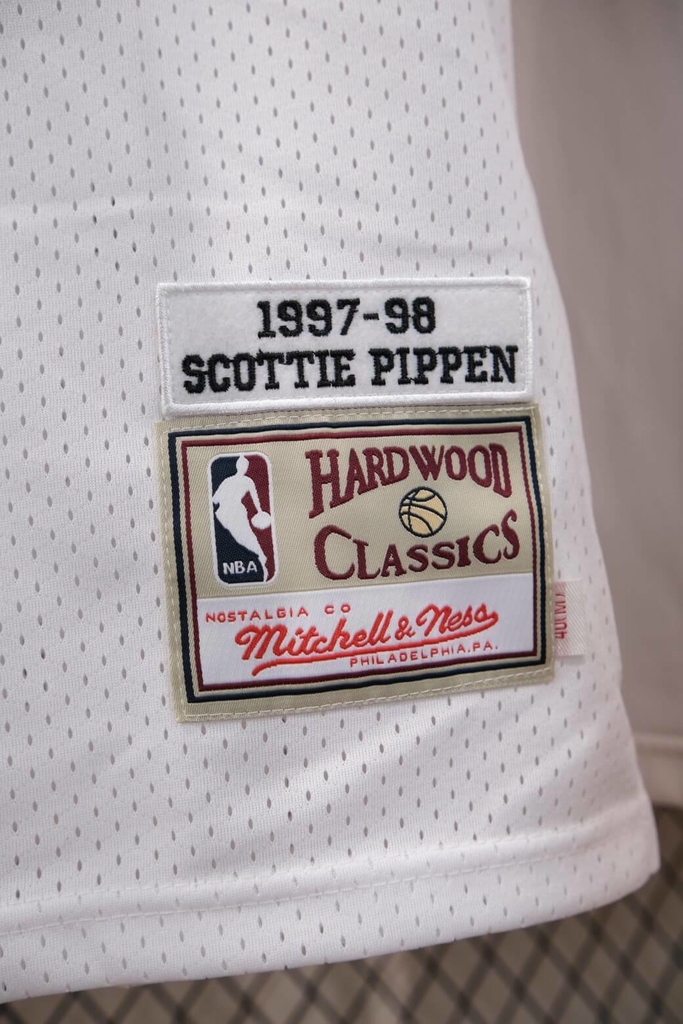 1997-98
SCOTTIE PIPPEN
HARDWOOD
CLASSICS
NBA
NOSTALGIA CO
Mitchell & Ness
PHILADELPHIA, PA.